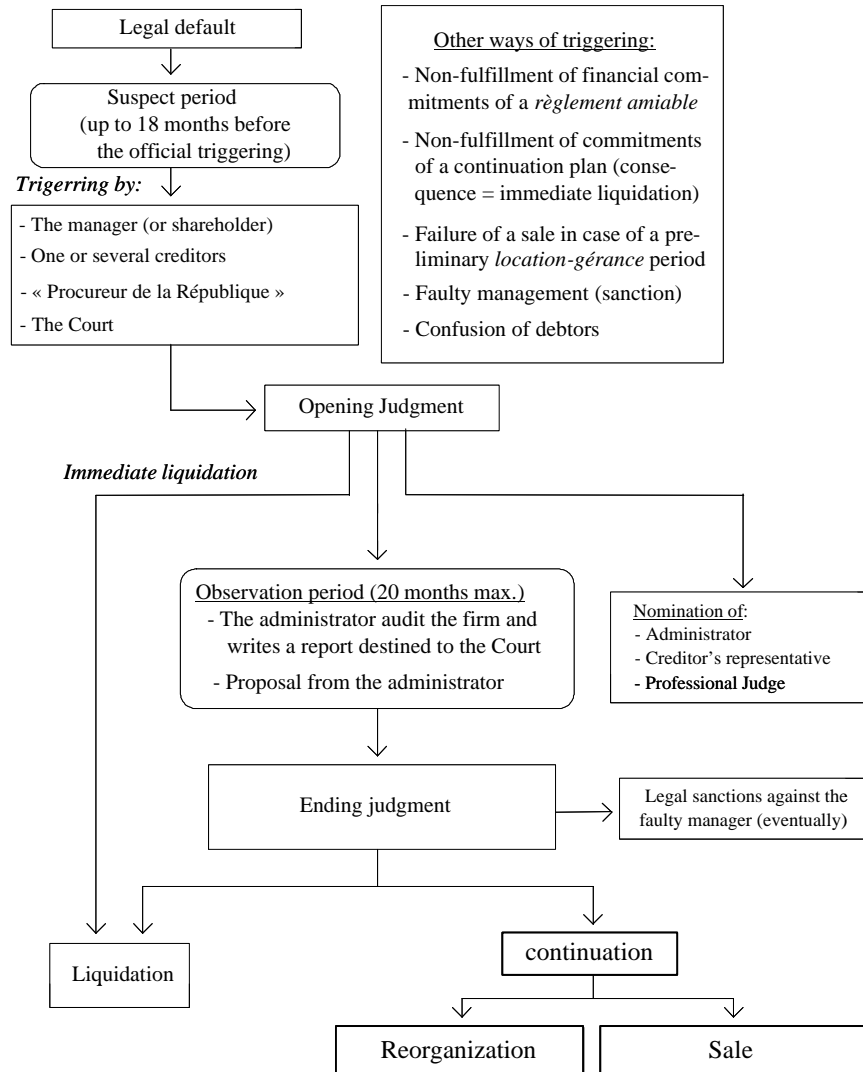 Legal default
Suspect period
(up to 18 months before
the official triggering)
Trigerring by:
- The manager (or shareholder)
- One or several creditors
- « Procureur de la République »
- The Court
Other ways of triggering:
- Non-fulfillment of financial com-
mitments of a règlement amiable
- Non-fulfillment of commitments
of a continuation plan (conse-
quence = immediate liquidation)
- Failure of a sale in case of a pre-
liminary location-gérance period
- Faulty management (sanction)
- Confusion of debtors
Opening Judgment
Immediate liquidation
Observation period (20 months max.)
- The administrator audit the firm and
writes a report destined to the Court
- Proposal from the administrator
Nomination of:
- Administrator
- Creditor’s representative
- Professional Judge
Ending judgment
Legal sanctions against the
faulty manager (eventually)
Liquidation
continuation
Reorganization
Sale